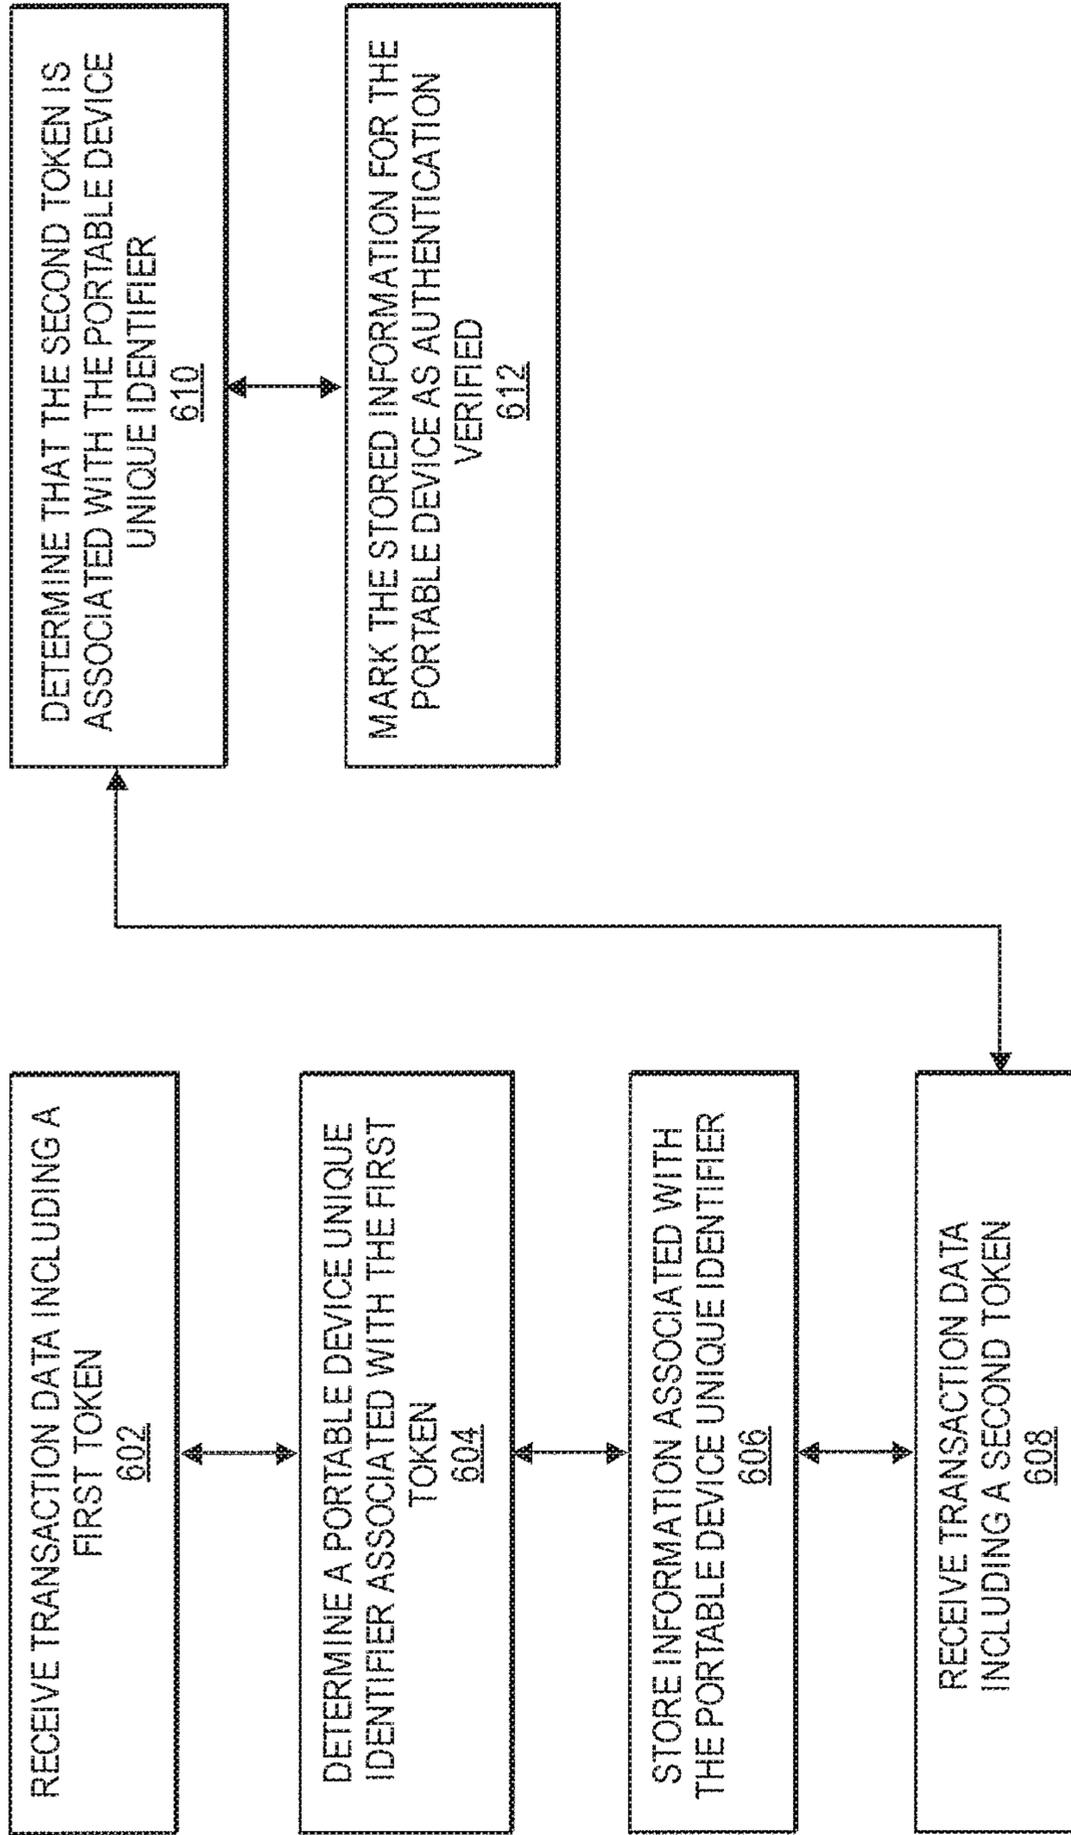 RECEIVE TRANSACTION DATA INCLUDING A
FIRST TOKEN
602
DETERMINE A PORTABLE DEVICE UNIQUE
IDENTIFIER ASSOCIATED WITH THE FIRST
TOKEN
604
STORE INFORMATION ASSOCIATED WITH
THE PORTABLE DEVICE UNIQUE IDENTIFIER
606
RECEIVE TRANSACTION DATA
INCLUDING A SECOND TOKEN
608
DETERMINE THAT THE SECOND TOKEN IS
ASSOCIATED WITH THE PORTABLE DEVICE
UNIQUE IDENTIFIER
610
MARK THE STORED INFORMATION FOR THE
PORTABLE DEVICE AS AUTHENTICATION
VERIFIED
612